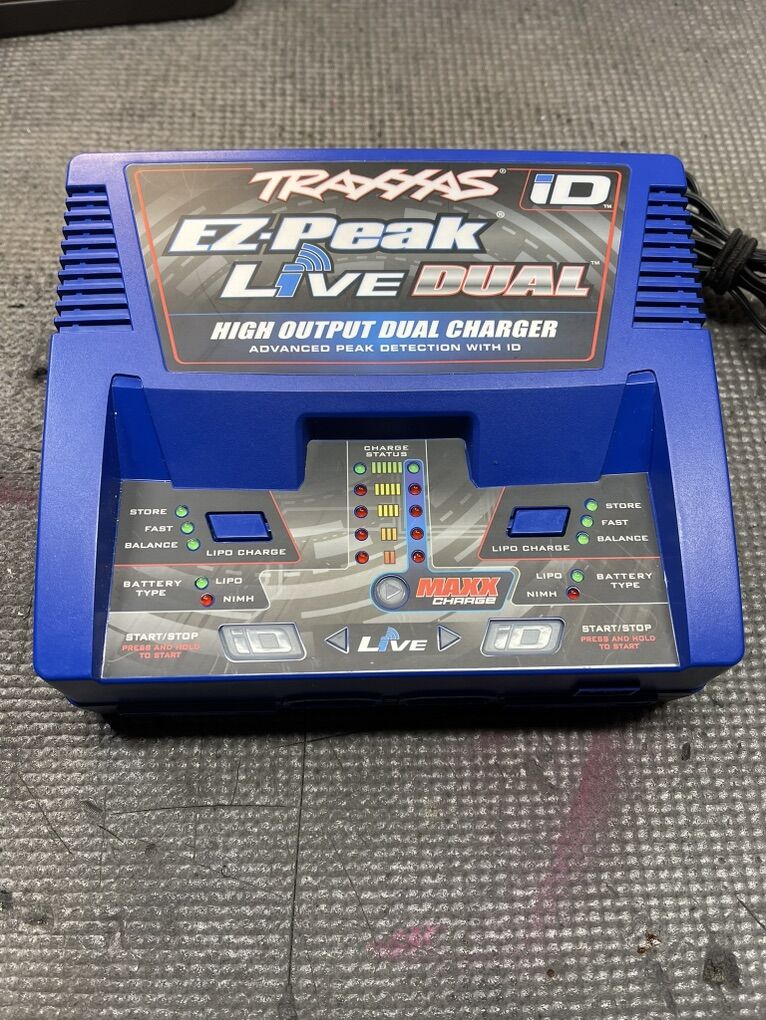 TRAXXAS® iD™
EZ-Peak®
LiVE DUAL™
HIGH OUTPUT DUAL CHARGER
ADVANCED PEAK DETECTION WITH iD
CHARGE
STATUS
STORE
FAST
BALANCE
LIPO CHARGE
BATTERY
TYPE
LIPO
NIMH
START/STOP
PRESS AND HOLD
TO START
iD
MAXX
CHARGE
LiVE
STORE
FAST
BALANCE
LIPO CHARGE
LIPO
NIMH
BATTERY
TYPE
iD
START/STOP
PRESS AND HOLD
TO START